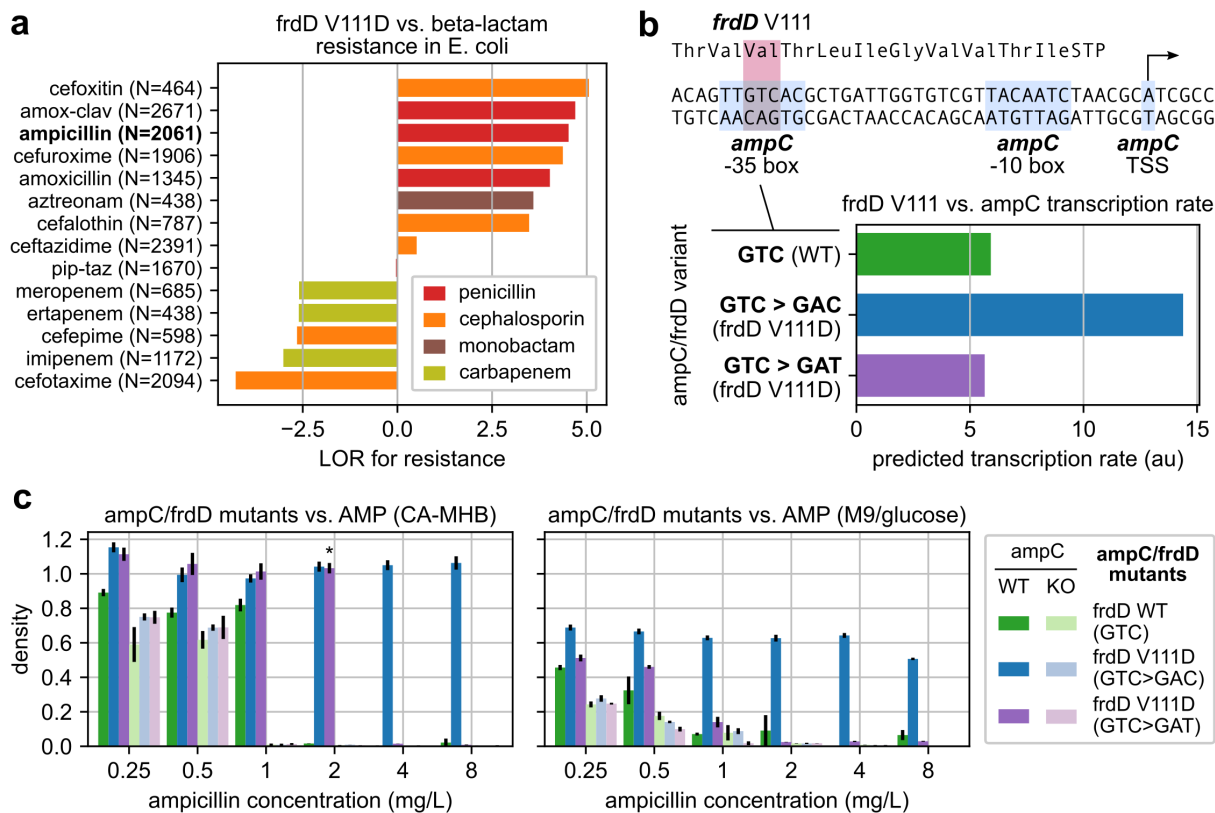 a
frdD V111D vs. beta-lactam
resistance in E. coli
cefoxitin (N=464)
amox-clav (N=2671)
ampicillin (N=2061)
cefuroxime (N=1906)
amoxicillin (N=1345)
aztreonam (N=438)
cefalothin (N=787)
ceftazidime (N=2391)
pip-taz (N=1670)
meropenem (N=685)
ertapenem (N=438)
cefepime (N=598)
imipenem (N=1172)
cefotaxime (N=2094)
penicillin
cephalosporin
monobactam
carbapenem
−2.5 0.0 2.5 5.0
LOR for resistance
b
frdD V111
ThrValValThrLeuIleGlyValValThrIleSTP
ACAGTTGTCACGCTGATTGGTGTCGTTACAATCTAACGCATCGCC
TGTCAACAGTGCGACTAACCACAGCAATGTTAGATTGCGTAGCGG
ampC
-35 box
ampC
-10 box
ampC
TSS
frdD V111 vs. ampC transcription rate
ampC/frdD variant
GTC (WT)
GTC > GAC
(frdD V111D)
GTC > GAT
(frdD V111D)
0 5 10 15
predicted transcription rate (au)
c
ampC/frdD mutants vs. AMP (CA-MHB)
density
1.2
1.0
0.8
0.6
0.4
0.2
0.0
*
0.25 0.5 1 2 4 8
ampicillin concentration (mg/L)
ampC/frdD mutants vs. AMP (M9/glucose)
0.25 0.5 1 2 4 8
ampicillin concentration (mg/L)
ampC
WT KO
ampC/frdD
mutants
frdD WT
(GTC)
frdD V111D
(GTC>GAC)
frdD V111D
(GTC>GAT)